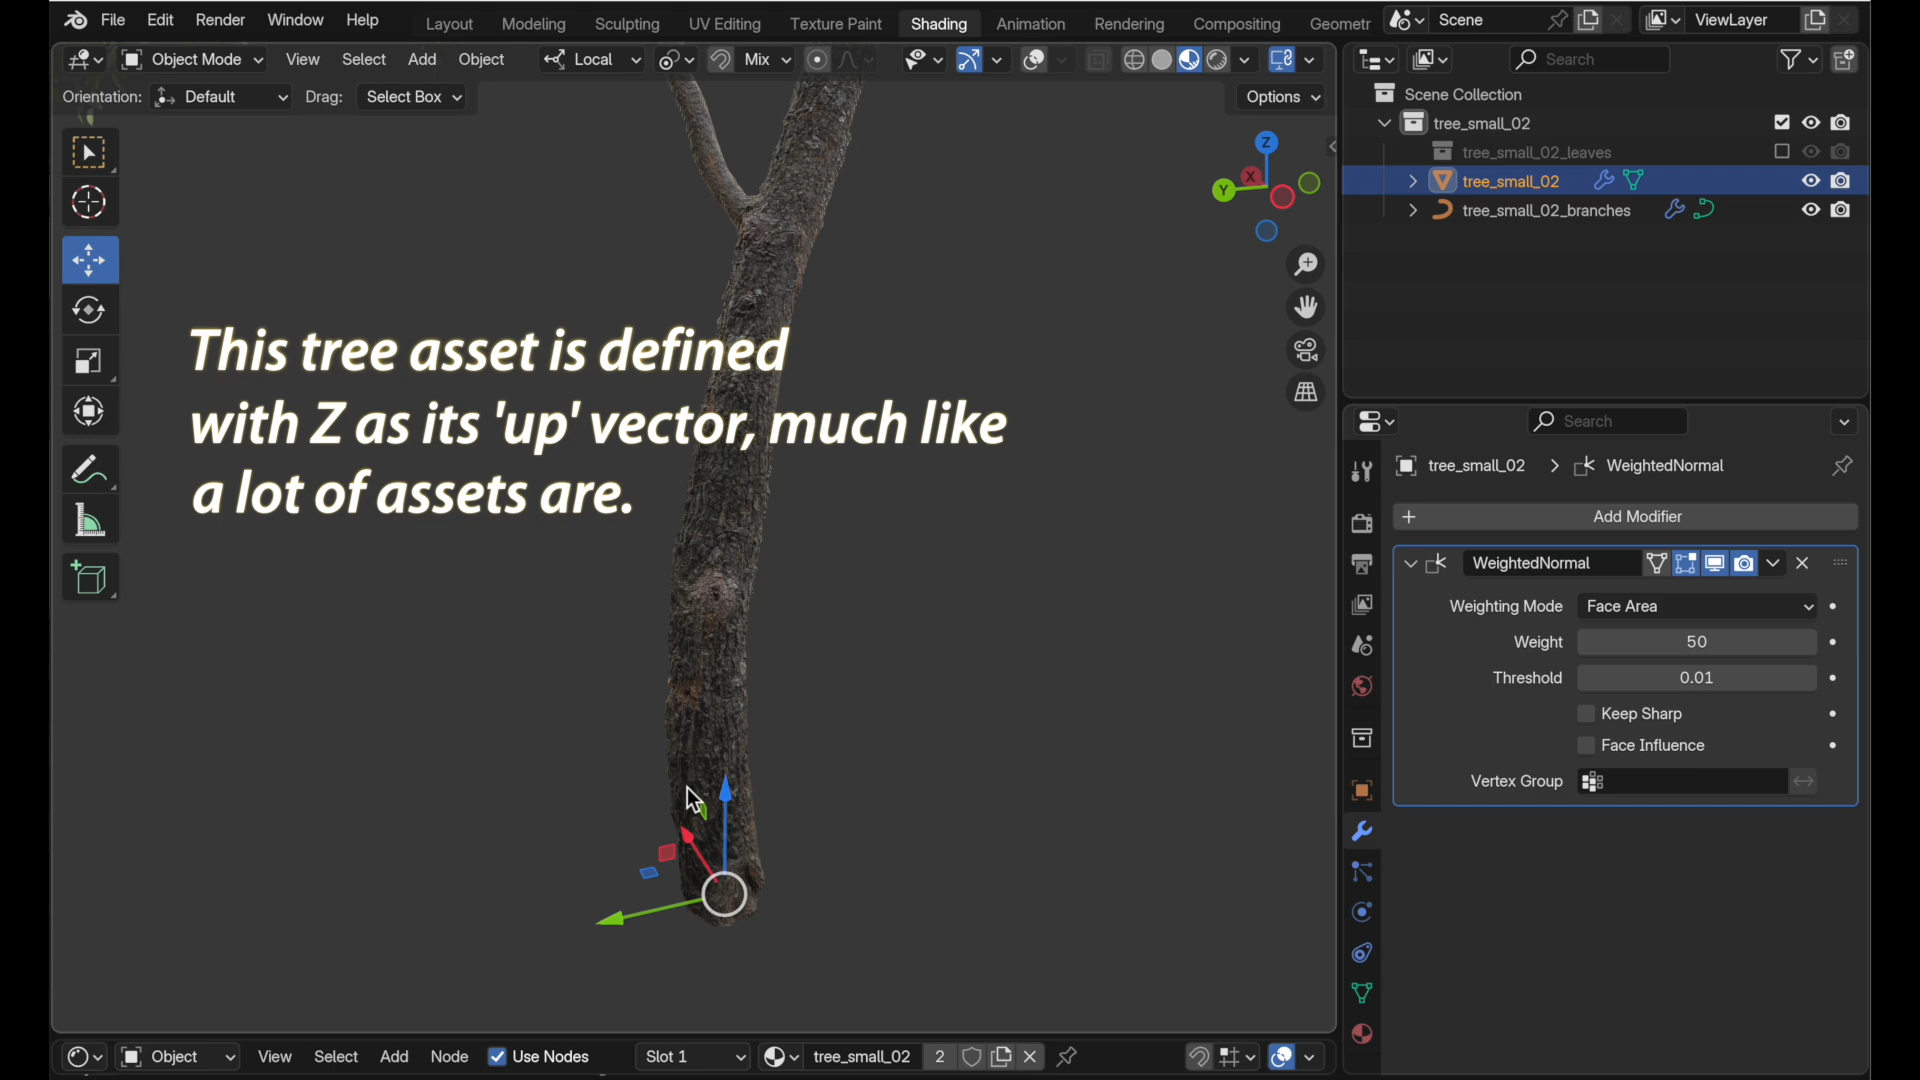 File Edit Render Window Help Layout Modeling Sculpting UV Editing Texture Paint Shading Animation Rendering Compositing Geometr Scene ViewLayer
Object Mode View Select Add Object Local Mix Search
Orientation: Default Drag: Select Box Options
Scene Collection
tree_small_02
tree_small_02_leaves
tree_small_02
tree_small_02_branches
Z
X
Y
This tree asset is defined
with Z as its 'up' vector, much like
a lot of assets are.
Search
tree_small_02 > WeightedNormal
+ Add Modifier
WeightedNormal
Weighting Mode Face Area
Weight 50
Threshold 0.01
Keep Sharp
Face Influence
Vertex Group
Object View Select Add Node Use Nodes Slot 1 tree_small_02 2